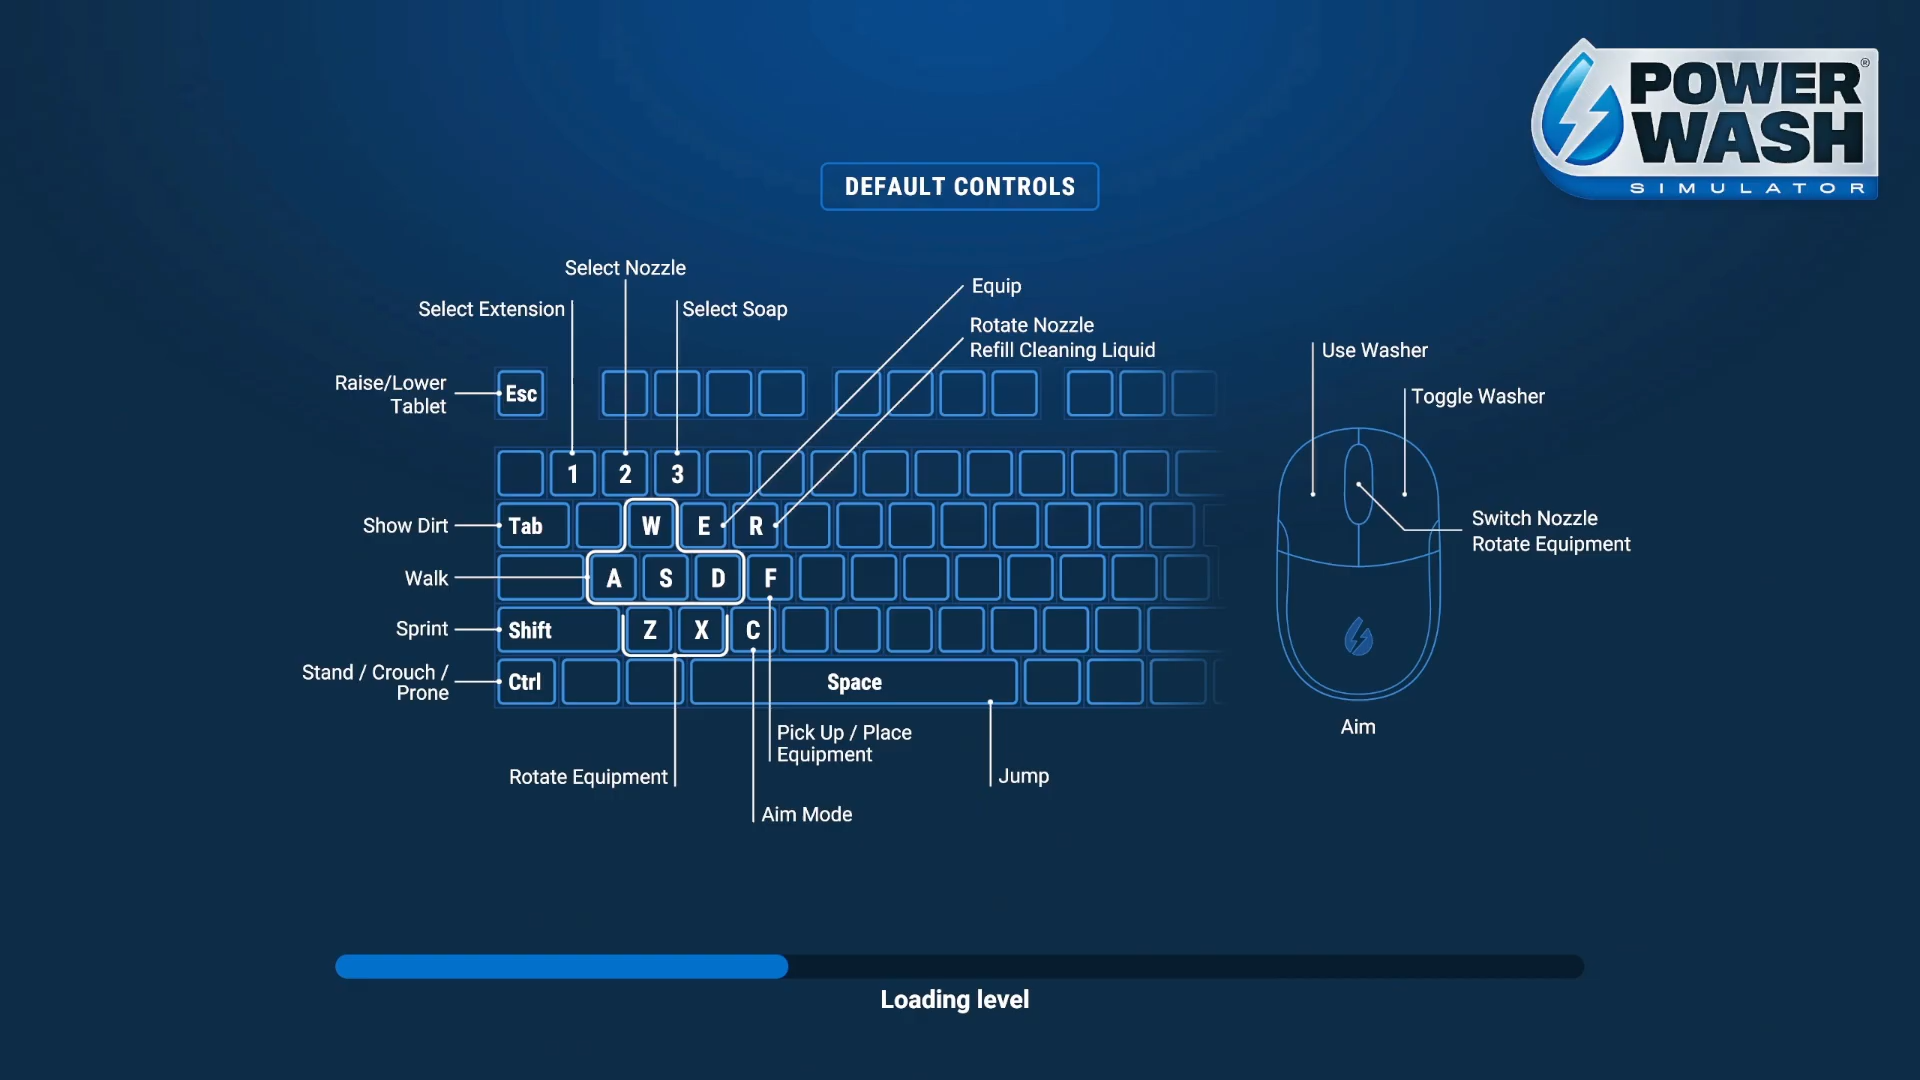 POWER®
WASH
SIMULATOR
DEFAULT CONTROLS
Select Nozzle
Select Extension
Select Soap
Equip
Rotate Nozzle
Refill Cleaning Liquid
Raise/Lower
Tablet
Esc
1 2 3
Show Dirt
Tab W E R
Walk
A S D F
Sprint
Shift Z X C
Stand / Crouch /
Prone
Ctrl Space
Pick Up / Place
Equipment
Rotate Equipment
Jump
Aim Mode
Use Washer
Toggle Washer
Switch Nozzle
Rotate Equipment
Aim
Loading level